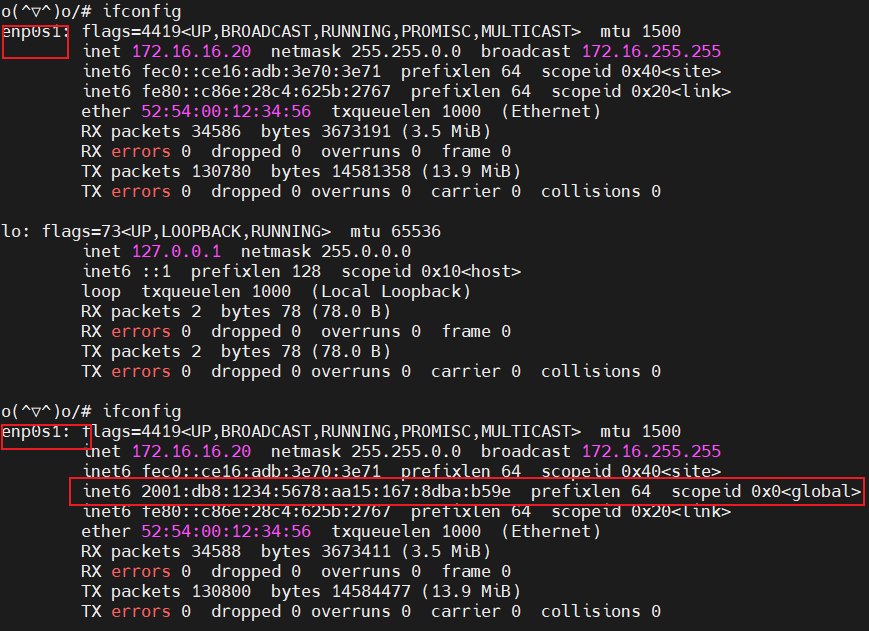 o(^▽^)o/# ifconfig
enp0s1: flags=4419<UP,BROADCAST,RUNNING,PROMISC,MULTICAST>  mtu 1500
        inet 172.16.16.20  netmask 255.255.0.0  broadcast 172.16.255.255
        inet6 fec0::ce16:adb:3e70:3e71  prefixlen 64  scopeid 0x40<site>
        inet6 fe80::c86e:28c4:625b:2767  prefixlen 64  scopeid 0x20<link>
        ether 52:54:00:12:34:56  txqueuelen 1000  (Ethernet)
        RX packets 34586  bytes 3673191 (3.5 MiB)
        RX errors 0  dropped 0  overruns 0  frame 0
        TX packets 130780  bytes 14581358 (13.9 MiB)
        TX errors 0  dropped 0 overruns 0  carrier 0  collisions 0

lo: flags=73<UP,LOOPBACK,RUNNING>  mtu 65536
        inet 127.0.0.1  netmask 255.0.0.0
        inet6 ::1  prefixlen 128  scopeid 0x10<host>
        loop  txqueuelen 1000  (Local Loopback)
        RX packets 2  bytes 78 (78.0 B)
        RX errors 0  dropped 0  overruns 0  frame 0
        TX packets 2  bytes 78 (78.0 B)
        TX errors 0  dropped 0 overruns 0  carrier 0  collisions 0

o(^▽^)o/# ifconfig
enp0s1: flags=4419<UP,BROADCAST,RUNNING,PROMISC,MULTICAST>  mtu 1500
        inet 172.16.16.20  netmask 255.255.0.0  broadcast 172.16.255.255
        inet6 fec0::ce16:adb:3e70:3e71  prefixlen 64  scopeid 0x40<site>
        inet6 2001:db8:1234:5678:aa15:167:8dba:b59e  prefixlen 64  scopeid 0x0<global>
        inet6 fe80::c86e:28c4:625b:2767  prefixlen 64  scopeid 0x20<link>
        ether 52:54:00:12:34:56  txqueuelen 1000  (Ethernet)
        RX packets 34588  bytes 3673411 (3.5 MiB)
        RX errors 0  dropped 0  overruns 0  frame 0
        TX packets 130800  bytes 14584477 (13.9 MiB)
        TX errors 0  dropped 0 overruns 0  carrier 0  collisions 0